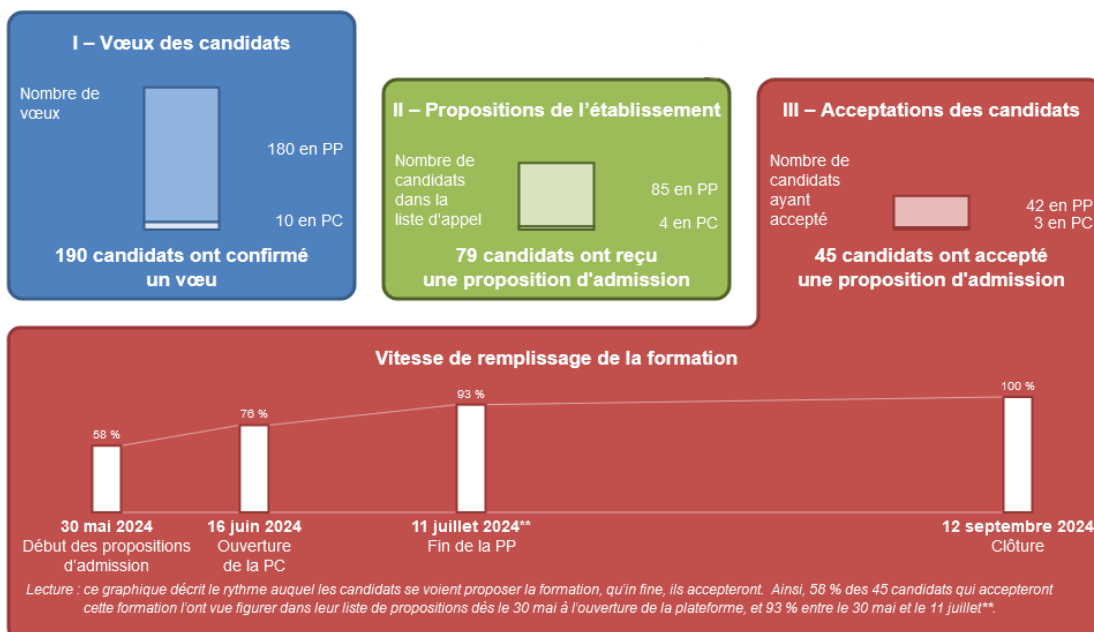 I – Vœux des candidats
Nombre de
vœux
180 en PP
10 en PC
190 candidats ont confirmé
un vœu
II – Propositions de l'établissement
Nombre de
candidats
dans la
liste d'appel
85 en PP
4 en PC
79 candidats ont reçu
une proposition d'admission
III – Acceptations des candidats
Nombre de
candidats
ayant
accepté
42 en PP
3 en PC
45 candidats ont accepté
une proposition d'admission
Vitesse de remplissage de la formation
58 %
76 %
93 %
100 %
30 mai 2024
Début des propositions
d'admission
16 juin 2024
Ouverture
de la PC
11 juillet 2024**
Fin de la PP
12 septembre 2024
Clôture
Lecture : ce graphique décrit le rythme auquel les candidats se voient proposer la formation, qu'in fine, ils accepteront. Ainsi, 58 % des 45 candidats qui accepteront
cette formation l'ont vue figurer dans leur liste de propositions dès le 30 mai à l'ouverture de la plateforme, et 93 % entre le 30 mai et le 11 juillet**.